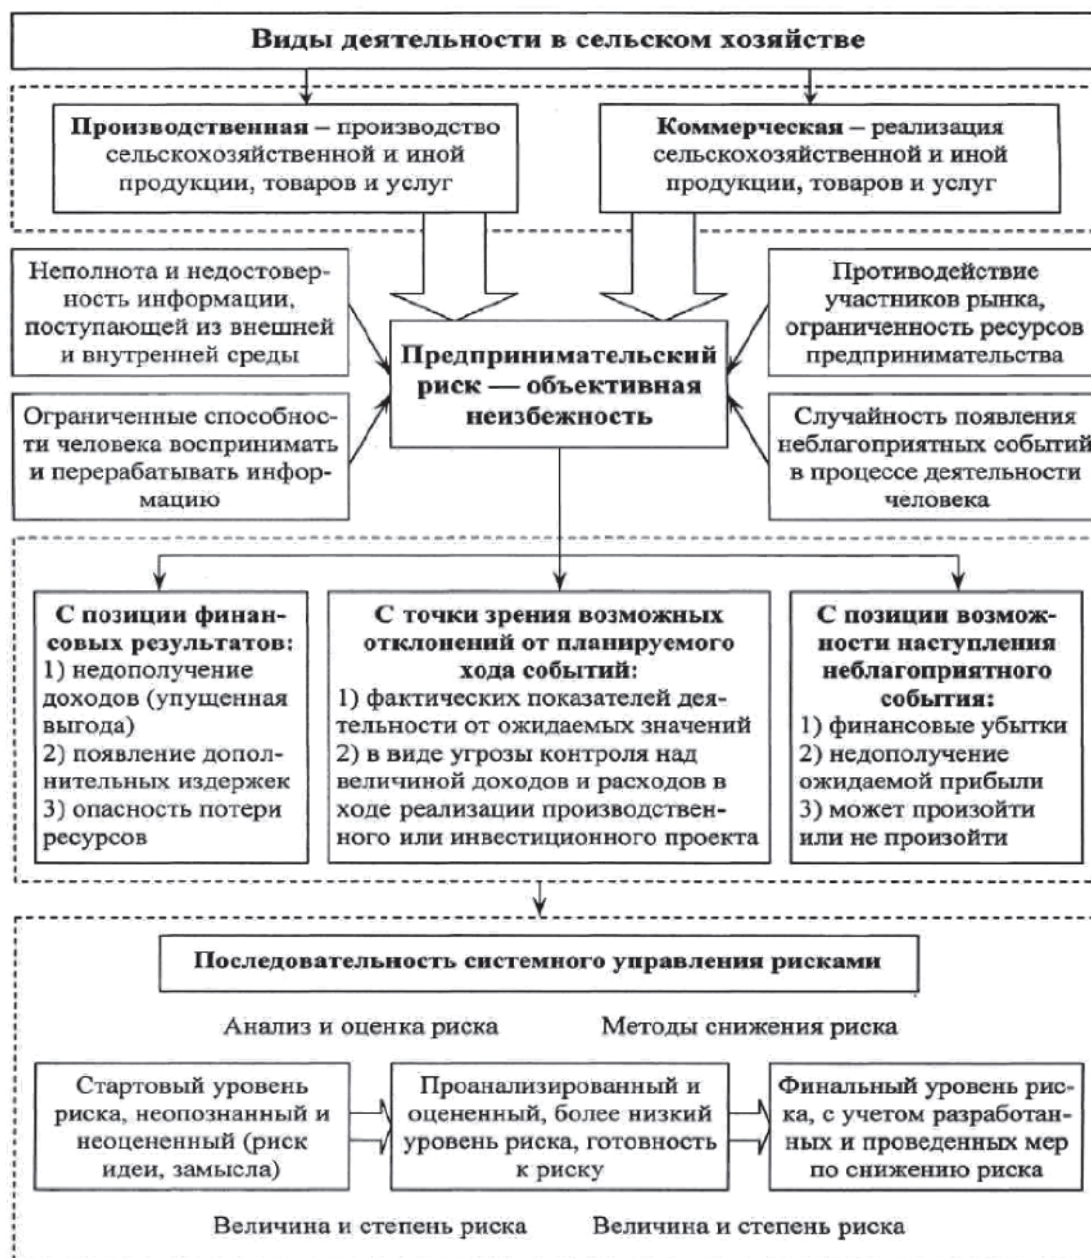 Виды деятельности в сельском хозяйстве
Производственная – производство
сельскохозяйственной и иной
продукции, товаров и услуг
Коммерческая – реализация
сельскохозяйственной и иной
продукции, товаров и услуг
Неполнота и недостовер-
ность информации,
поступающей из внешней
и внутренней среды
Противодействие
участников рынка,
ограниченность ресурсов
предпринимательства
Предпринимательский
риск — объективная
неизбежность
Ограниченные способнос-
ти человека воспринимать
и перерабатывать инфор-
мацию
Случайность появления
неблагоприятных событий
в процессе деятельности
человека
С позиции финан-
совых результатов:
1) недополучение
доходов (упущенная
выгода)
2) появление допол-
нительных издержек
3) опасность потери
ресурсов
С точки зрения возможных
отклонений от планируемого
хода событий:
1) фактических показателей дея-
тельности от ожидаемых значений
2) в виде угрозы контроля над
величиной доходов и расходов в
ходе реализации производствен-
ного или инвестиционного проекта
С позиции возмож-
ности наступления
неблагоприятного
события:
1) финансовые убытки
2) недополучение
ожидаемой прибыли
3) может произойти
или не произойти
Последовательность системного управления рисками
Анализ и оценка риска
Методы снижения риска
Стартовый уровень
риска, неопознанный и
неоцененный (риск
идеи, замысла)
Проанализированный и
оцененный, более низкий
уровень риска, готовность
к риску
Финальный уровень рис-
ка, с учетом разработан-
ных и проведенных мер
по снижению риска
Величина и степень риска
Величина и степень риска